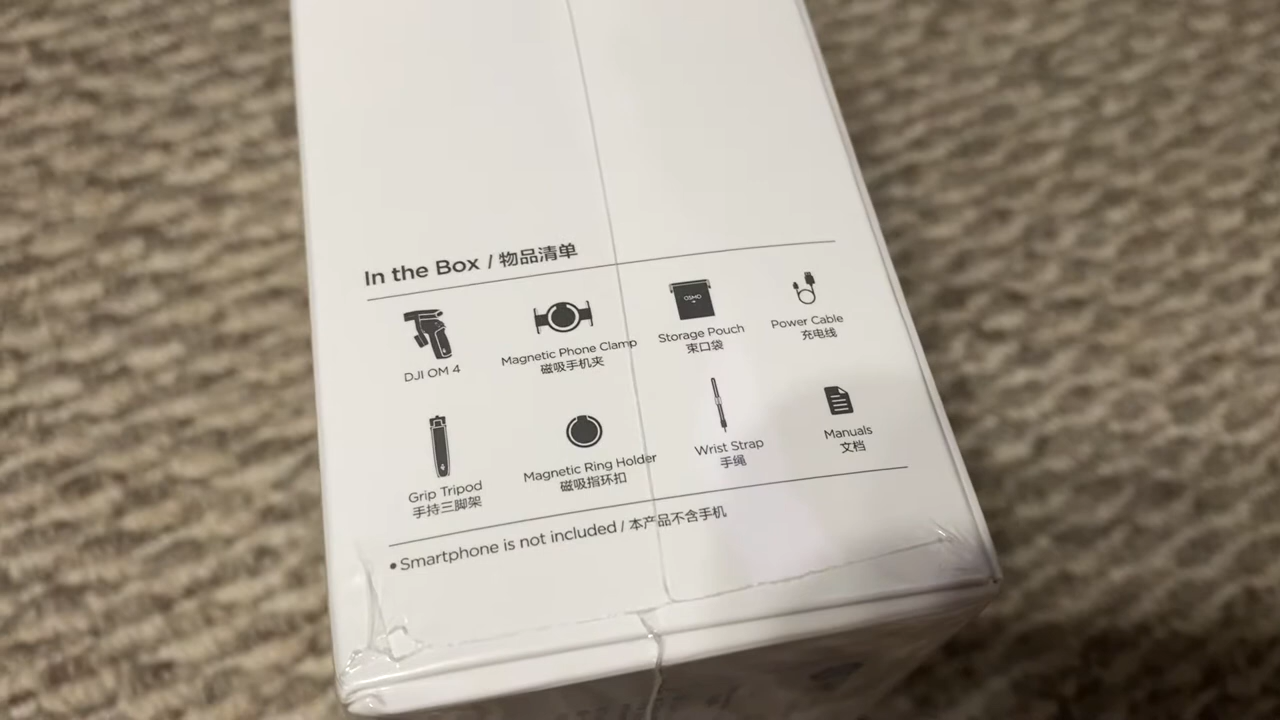 In the Box / 物品清单
DJI OM 4
Magnetic Phone Clamp
磁吸手机夹
OSMO
Storage Pouch
束口袋
Power Cable
充电线
Grip Tripod
手持三脚架
Magnetic Ring Holder
磁吸指环扣
Wrist Strap
手绳
Manuals
文档
• Smartphone is not included / 本产品不含手机